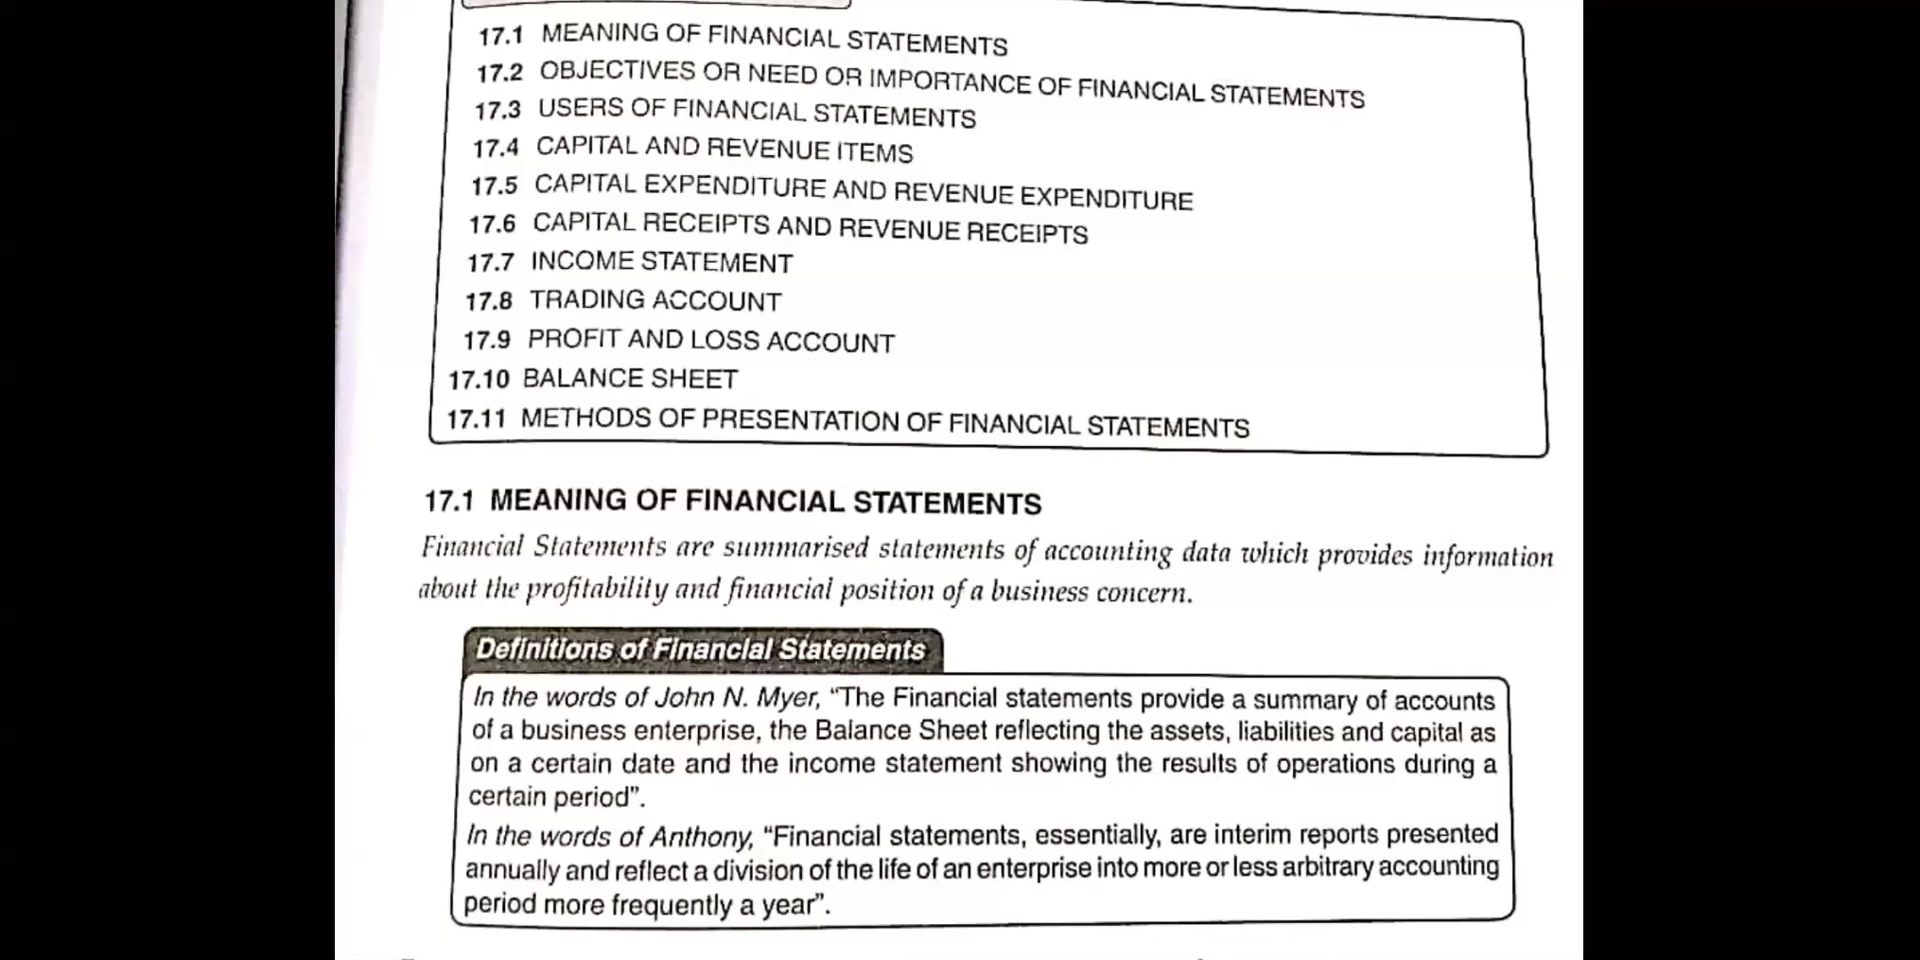 17.1 MEANING OF FINANCIAL STATEMENTS
17.2 OBJECTIVES OR NEED OR IMPORTANCE OF FINANCIAL STATEMENTS
17.3 USERS OF FINANCIAL STATEMENTS
17.4 CAPITAL AND REVENUE ITEMS
17.5 CAPITAL EXPENDITURE AND REVENUE EXPENDITURE
17.6 CAPITAL RECEIPTS AND REVENUE RECEIPTS
17.7 INCOME STATEMENT
17.8 TRADING ACCOUNT
17.9 PROFIT AND LOSS ACCOUNT
17.10 BALANCE SHEET
17.11 METHODS OF PRESENTATION OF FINANCIAL STATEMENTS
17.1 MEANING OF FINANCIAL STATEMENTS
Financial Statements are summarised statements of accounting data which provides information
about the profitability and financial position of a business concern.
Definitions of Financial Statements
In the words of John N. Myer, “The Financial statements provide a summary of accounts
of a business enterprise, the Balance Sheet reflecting the assets, liabilities and capital as
on a certain date and the income statement showing the results of operations during a
certain period”.
In the words of Anthony, “Financial statements, essentially, are interim reports presented
annually and reflect a division of the life of an enterprise into more or less arbitrary accounting
period more frequently a year”.